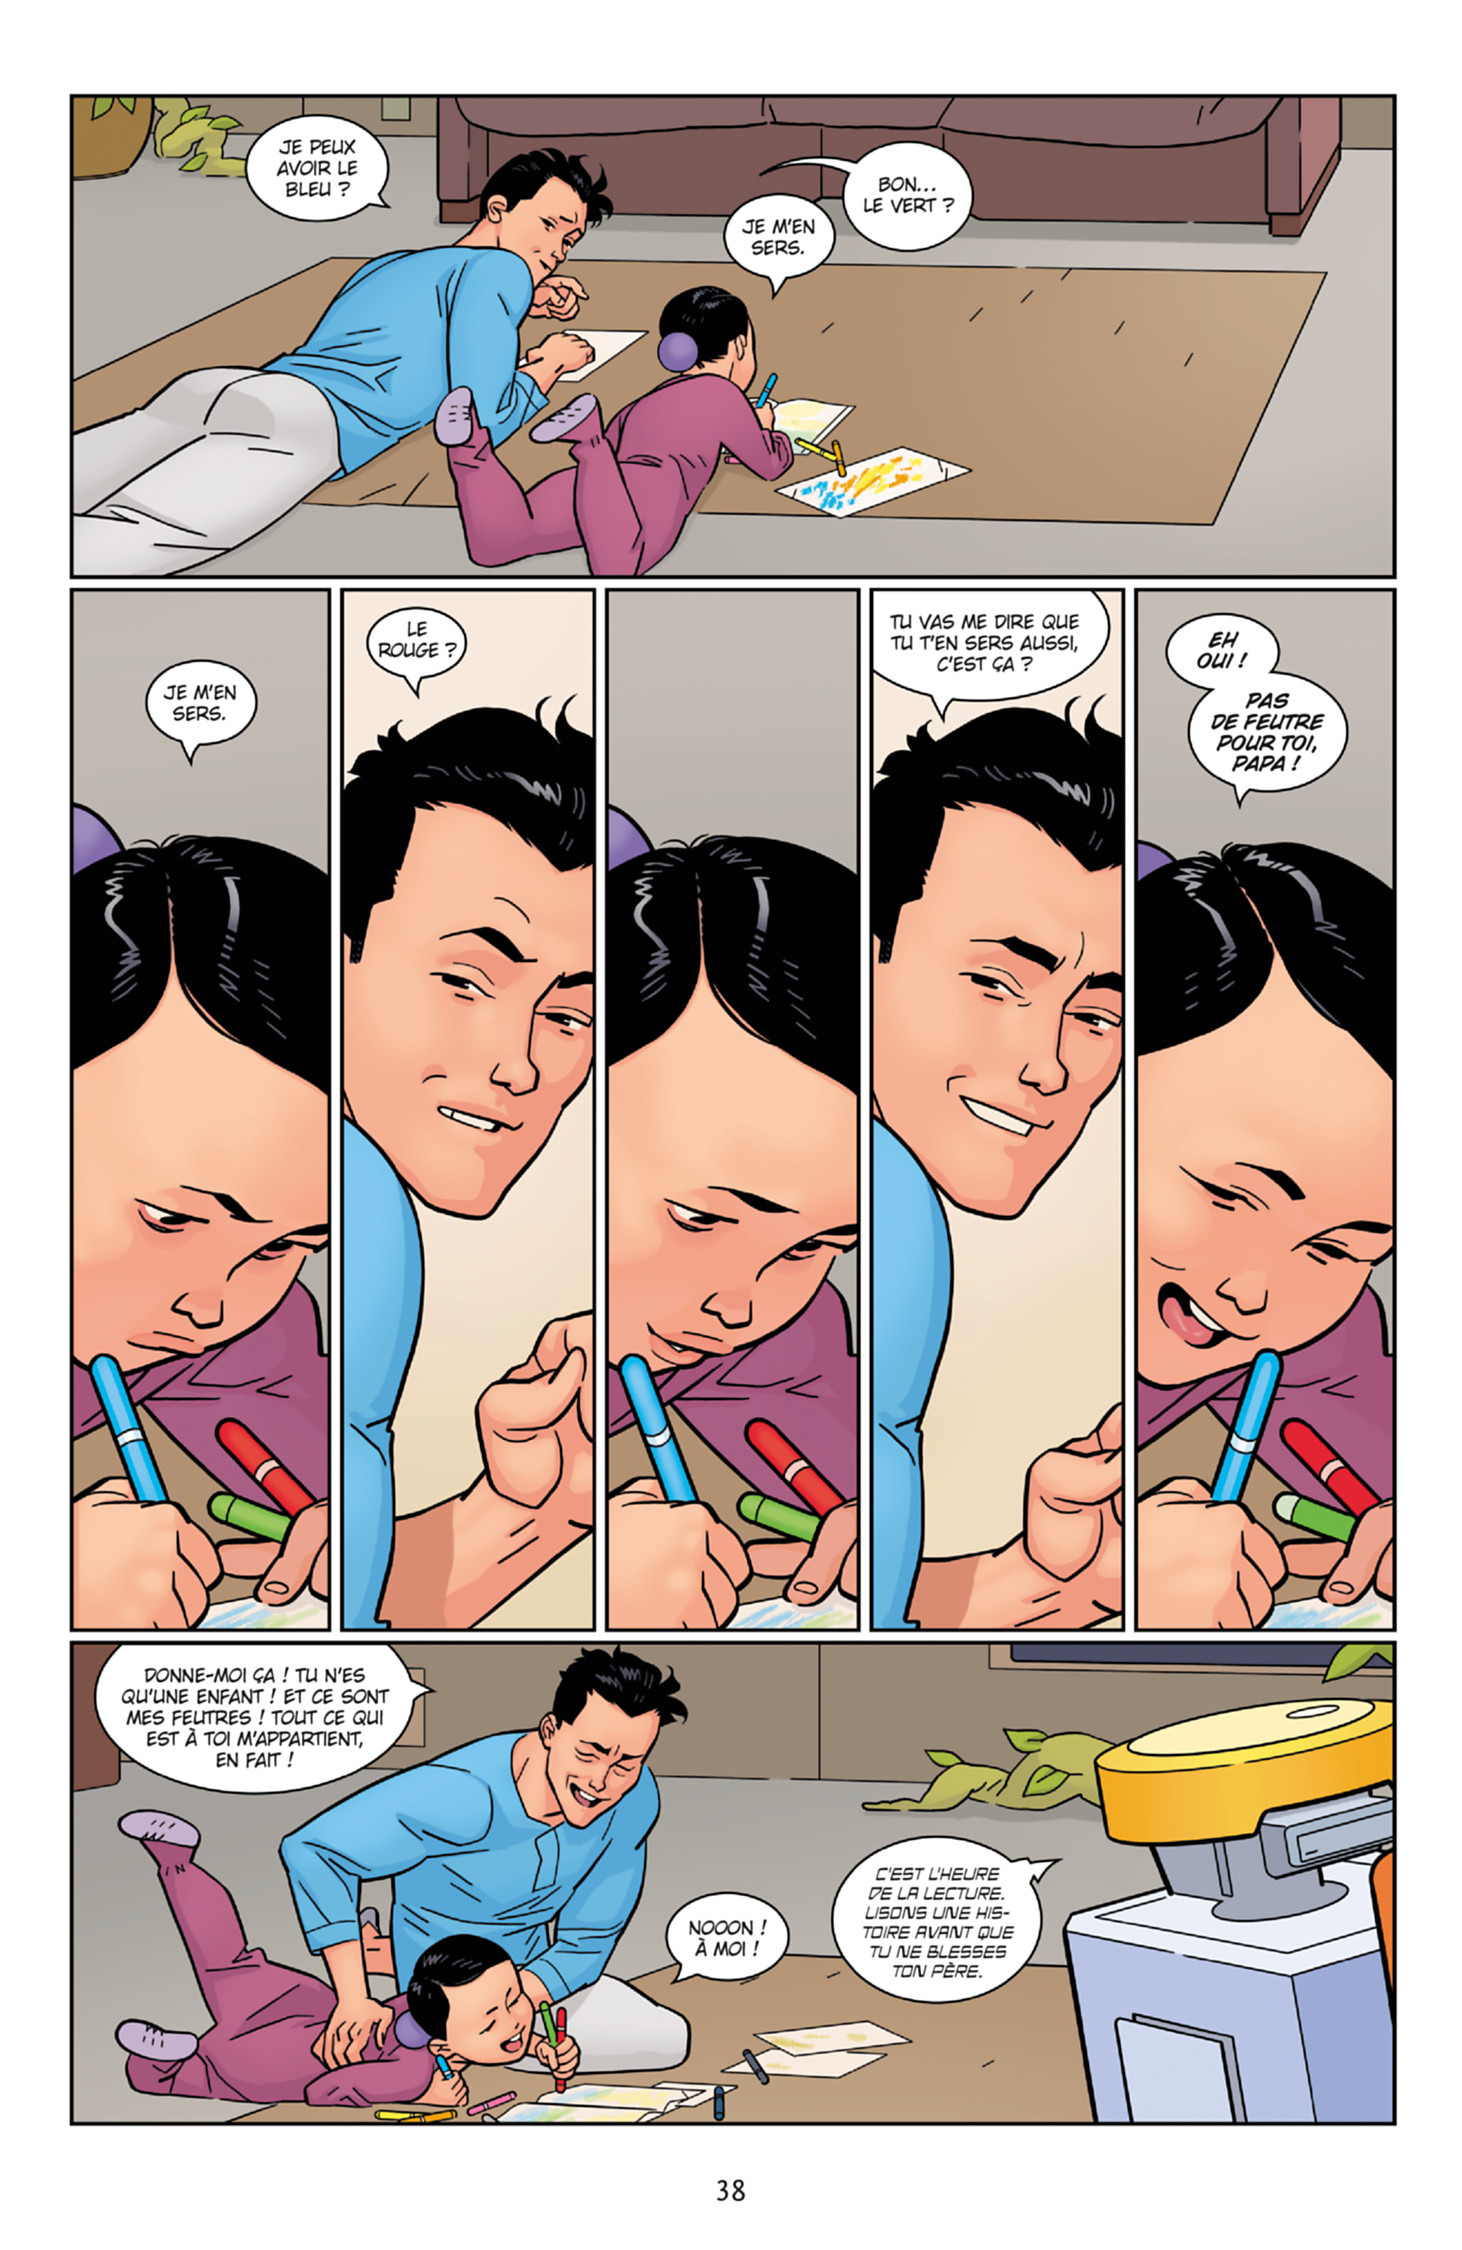 JE PEUX
AVOIR LE
BLEU ?
JE M'EN
SERS.
BON...
LE VERT ?
JE M'EN
SERS.
LE
ROUGE ?
TU VAS ME DIRE QUE
TU T'EN SERS AUSSI,
C'EST ÇA ?
EH
OUI !
PAS
DE FEUTRE
POUR TOI,
PAPA !
DONNE-MOI ÇA ! TU N'ES
QU'UNE ENFANT ! ET CE SONT
MES FEUTRES ! TOUT CE QUI
EST À TOI M'APPARTIENT,
EN FAIT !
NOOON !
À MOI !
C'EST L'HEURE
DE LA LECTURE.
LISONS UNE HIS-
TOIRE AVANT QUE
TU NE BLESSES
TON PÈRE.
38